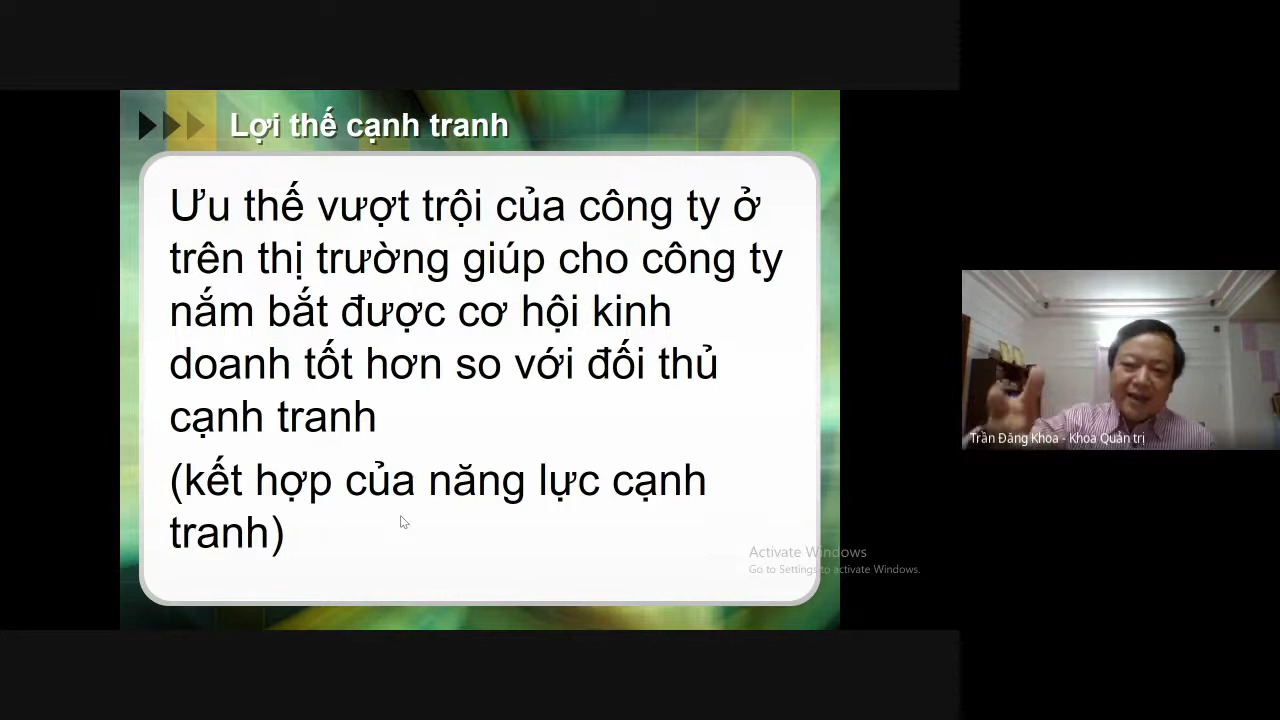 Lợi thế cạnh tranh
Ưu thế vượt trội của công ty ở
trên thị trường giúp cho công ty
nắm bắt được cơ hội kinh
doanh tốt hơn so với đối thủ
cạnh tranh
(kết hợp của năng lực cạnh
tranh)
Activate Windows
Go to Settings to activate Windows.
Trần Đăng Khoa - Khoa Quản trị